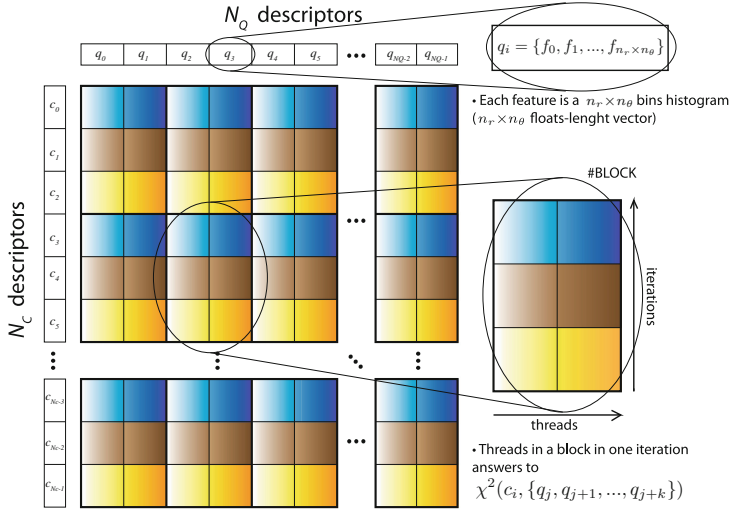 N_Q descriptors
q_0 q_1 q_2 q_3 q_4 q_5 ••• q_{NQ-2} q_{NQ-1}
q_i = {f_0, f_1, ..., f_{n_r×n_θ}}
• Each feature is a n_r×n_θ bins histogram
(n_r×n_θ floats-lenght vector)
N_C descriptors
c_0
c_1
c_2
c_3
c_4
c_5
c_{Nc-3}
c_{Nc-2}
c_{Nc-1}
#BLOCK
iterations
threads
• Threads in a block in one iteration
answers to
χ²(c_i, {q_j, q_{j+1}, ..., q_{j+k}})